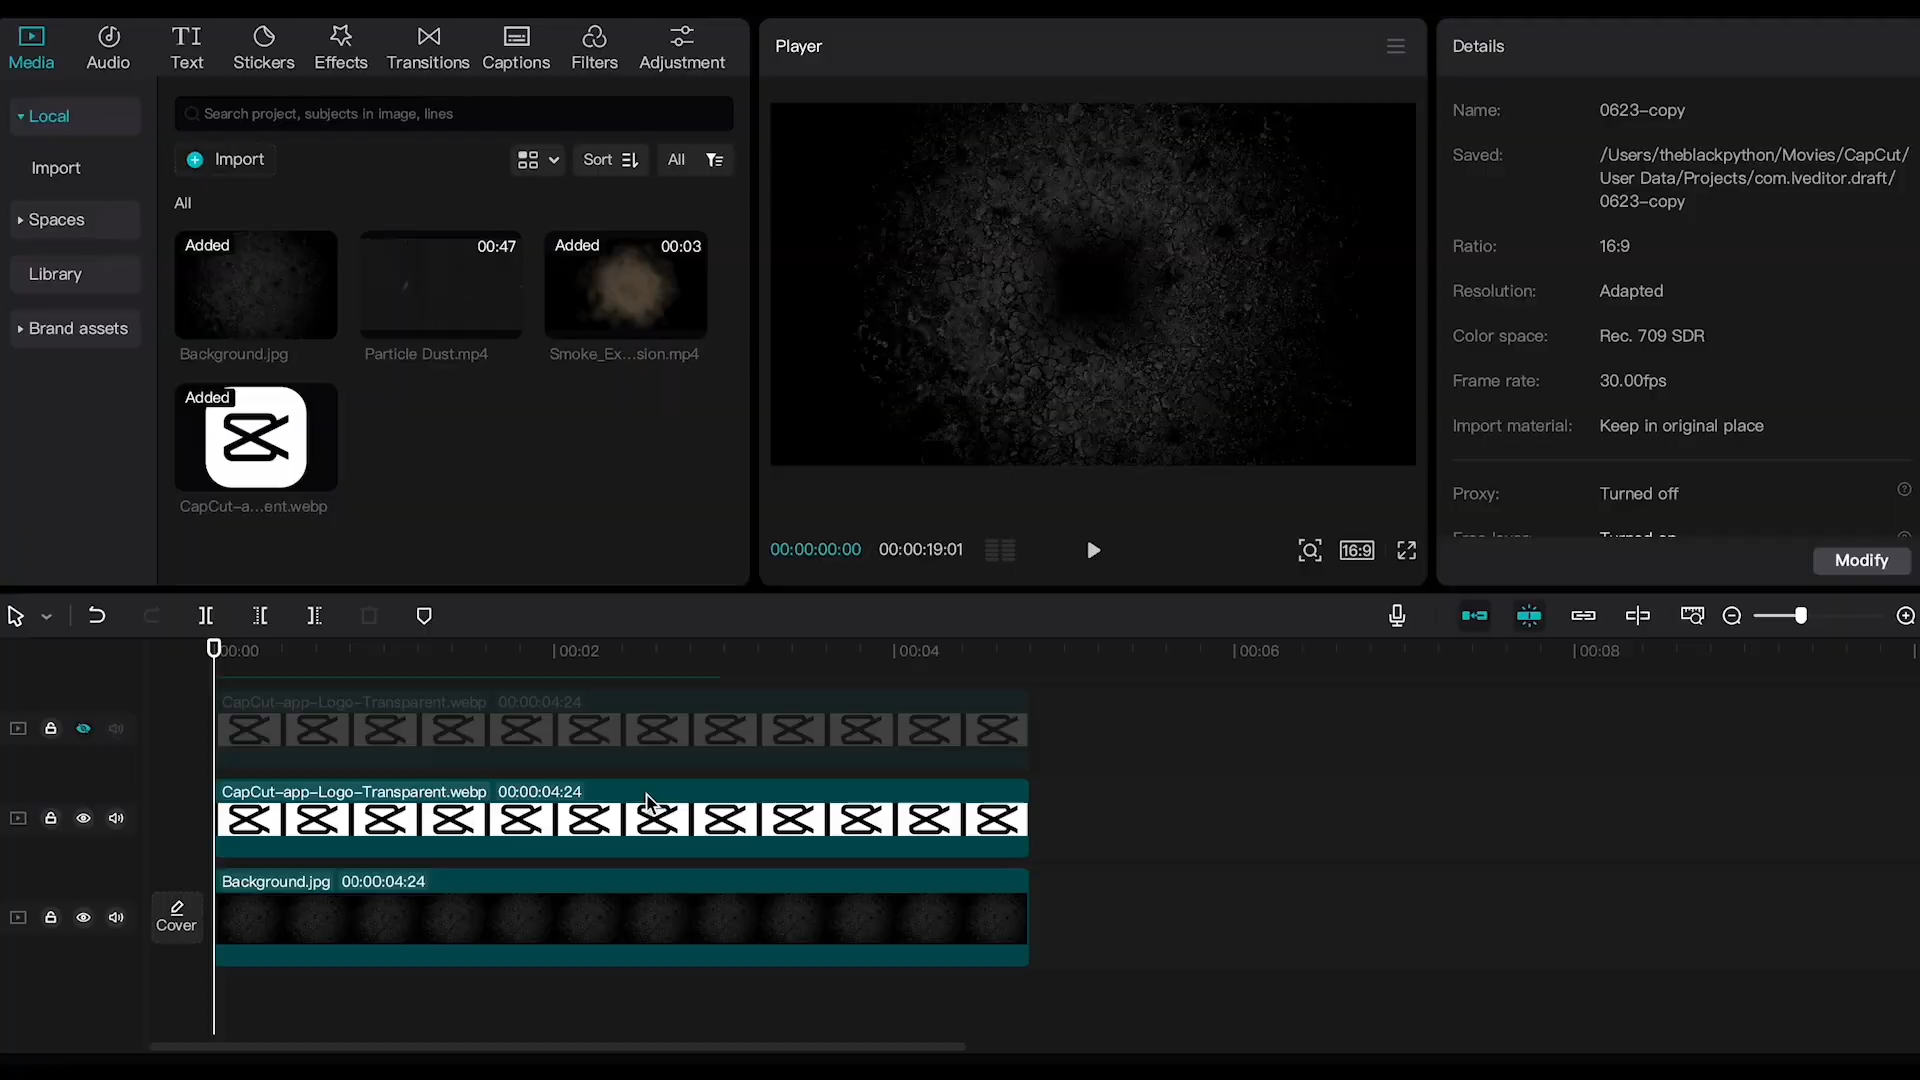 Media
Audio
Text
Stickers
Effects
Transitions
Captions
Filters
Adjustment
Local
Import
Spaces
Library
Brand assets
Search project, subjects in image, lines
Import
Sort
All
All
Added
00:47
Added
00:03
Background.jpg
Particle Dust.mp4
Smoke_Ex...sion.mp4
Added
CapCut-a...ent.webp
Player
00:00:00:00
00:00:19:01
16:9
Details
Name:
0623-copy
Saved:
/Users/theblackpython/Movies/CapCut/
User Data/Projects/com.lveditor.draft/
0623-copy
Ratio:
16:9
Resolution:
Adapted
Color space:
Rec. 709 SDR
Frame rate:
30.00fps
Import material:
Keep in original place
Proxy:
Turned off
Modify
00:00
00:02
00:04
00:06
00:08
CapCut-app-Logo-Transparent.webp 00:00:04:24
CapCut-app-Logo-Transparent.webp 00:00:04:24
Background.jpg 00:00:04:24
Cover